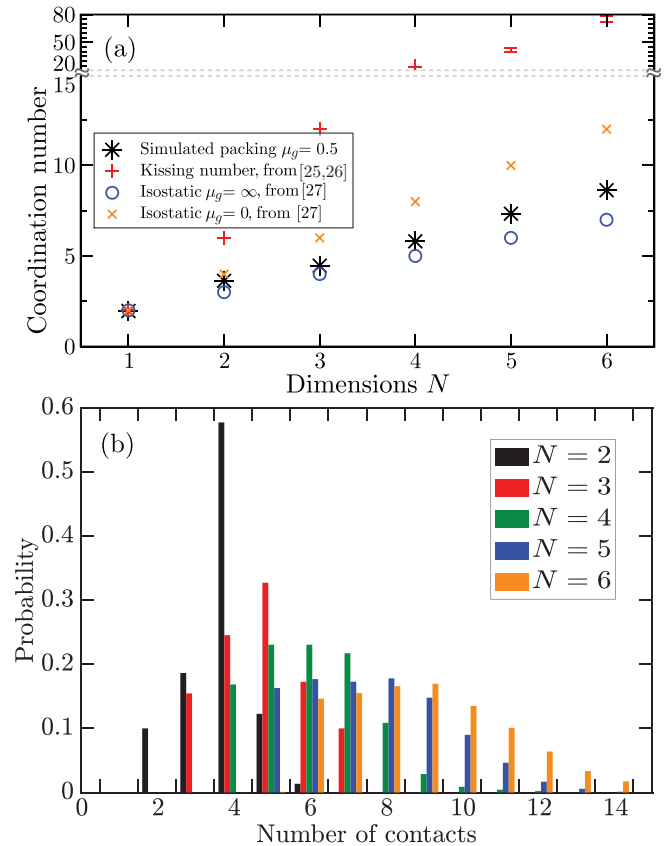 80
60
40
20
(a)
15
10
5
0
Coordination number
Simulated packing μg = 0.5
Kissing number, from [25,26]
Isostatic μg = ∞, from [27]
Isostatic μg = 0, from [27]
1 2 3 4 5 6
Dimensions N
(b)
0.6
0.5
0.4
0.3
0.2
0.1
0
Probability
N = 2
N = 3
N = 4
N = 5
N = 6
0 2 4 6 8 10 12 14
Number of contacts